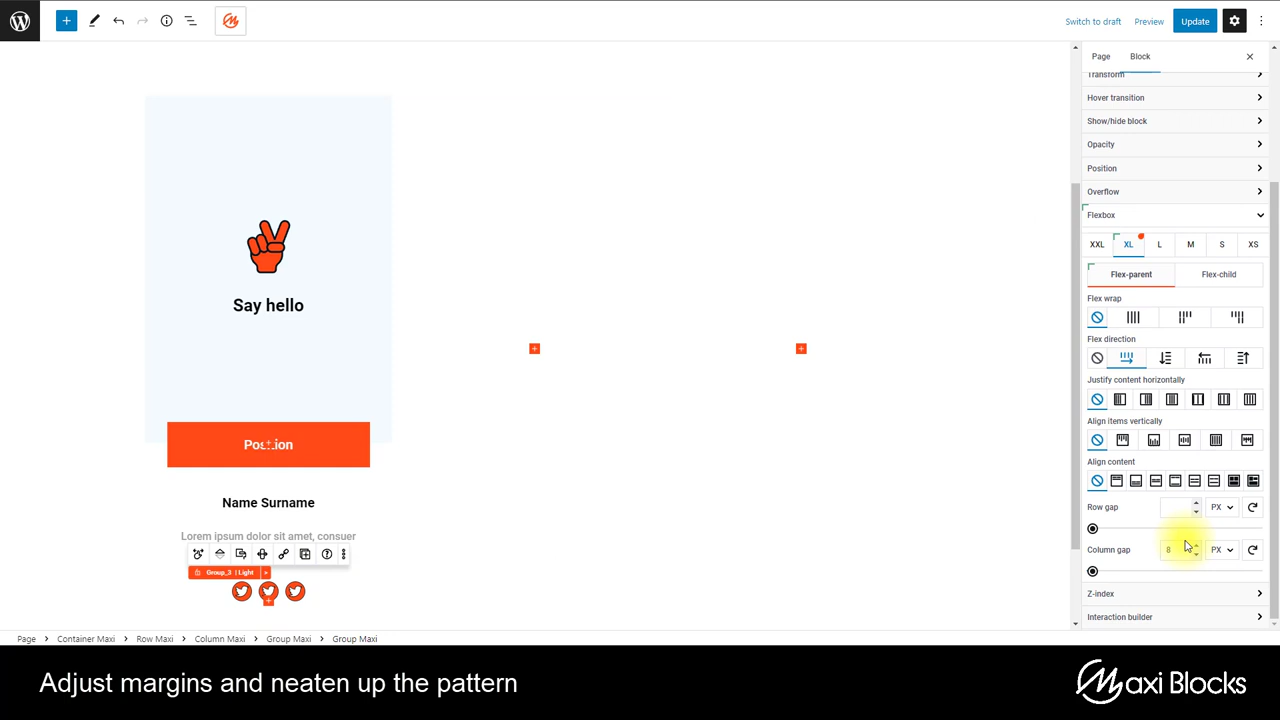 Switch to draft
Preview
Update
Page
Block
Transform
Hover transition
Show/hide block
Opacity
Position
Overflow
Flexbox
XXL XL L M S XS
Flex-parent
Flex-child
Flex wrap
Flex direction
Justify content horizontally
Align items vertically
Align content
Row gap
PX
Column gap
8
PX
Z-index
Interaction builder
Say hello
Position
Name Surname
Lorem ipsum dolor sit amet, consuer
Group_3 | Light
Page > Container Maxi > Row Maxi > Column Maxi > Group Maxi > Group Maxi
Adjust margins and neaten up the pattern
Maxi Blocks